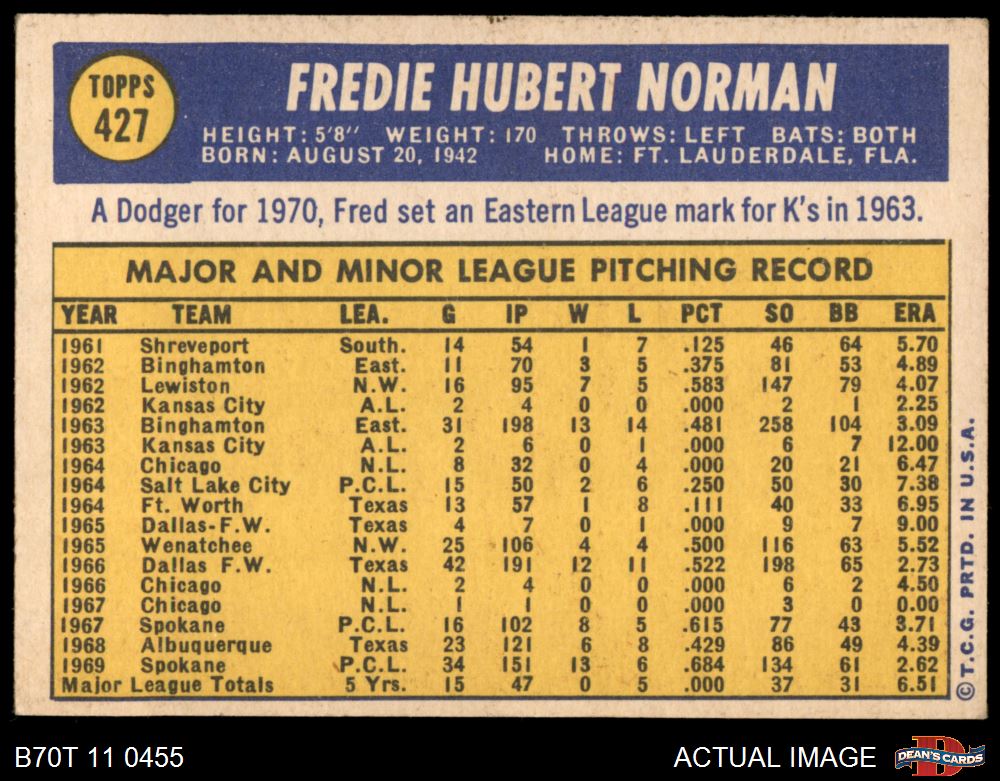 TOPPS
427
FREDIE HUBERT NORMAN
HEIGHT: 5'8" WEIGHT: 170 THROWS: LEFT BATS: BOTH
BORN: AUGUST 20, 1942 HOME: FT. LAUDERDALE, FLA.
A Dodger for 1970, Fred set an Eastern League mark for K's in 1963.
MAJOR AND MINOR LEAGUE PITCHING RECORD
YEAR TEAM LEA. G IP W L PCT SO BB ERA
1961 Shreveport South. 14 54 1 7 .125 46 64 5.70
1962 Binghamton East. 11 70 3 5 .375 81 53 4.89
1962 Lewiston N.W. 16 95 7 5 .583 147 79 4.07
1962 Kansas City A.L. 2 4 0 0 .000 2 1 2.25
1963 Binghamton East. 31 198 13 14 .481 258 104 3.09
1963 Kansas City A.L. 2 6 0 1 .000 6 7 12.00
1964 Chicago N.L. 8 32 0 4 .000 20 21 6.47
1964 Salt Lake City P.C.L. 15 50 2 6 .250 50 30 7.38
1964 Ft. Worth Texas 13 57 1 8 .111 40 33 6.95
1965 Dallas-F.W. Texas 4 7 0 1 .000 9 7 9.00
1965 Wenatchee N.W. 25 106 4 4 .500 116 63 5.52
1966 Dallas F.W. Texas 42 191 12 11 .522 198 65 2.73
1966 Chicago N.L. 2 4 0 0 .000 6 2 4.50
1967 Chicago N.L. 1 1 0 0 .000 3 0 0.00
1967 Spokane P.C.L. 16 102 8 5 .615 77 43 3.71
1968 Albuquerque Texas 23 121 6 8 .429 86 49 4.39
1969 Spokane P.C.L. 34 151 13 6 .684 134 61 2.62
Major League Totals 5 Yrs. 15 47 0 5 .000 37 31 6.51
© T.C.G. PRTD. IN U.S.A.
B70T 11 0455
ACTUAL IMAGE
D
DEAN'S CARDS